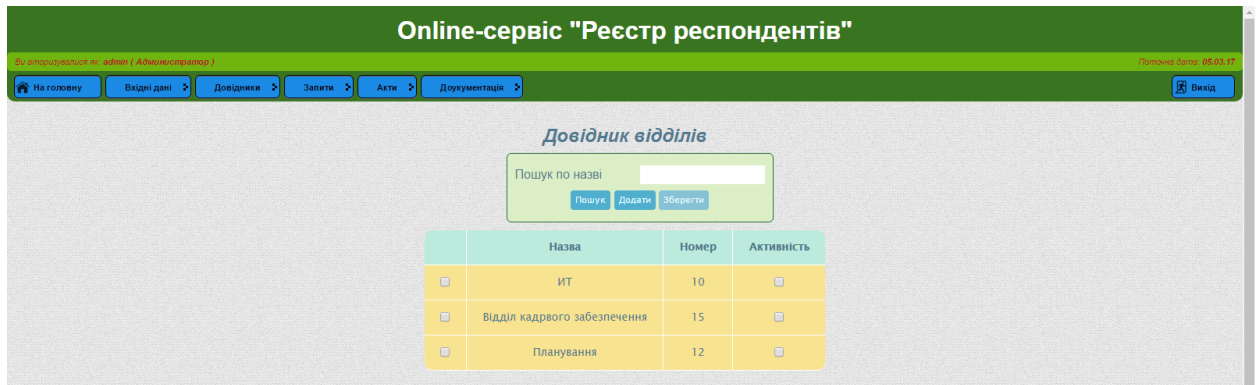 Online-сервіс "Реєстр респондентів"
Ви авторизувалися як: admin ( Администратор )
Поточна дата: 05.03.17
На головну
Вхідні дані
Довідники
Запити
Акти
Доукументація
Вихід
Довідник відділів
Пошук по назві
Пошук Додати Зберегти
Назва Номер Активність
ИТ 10
Відділ кадрвого забезпечення 15
Планування 12